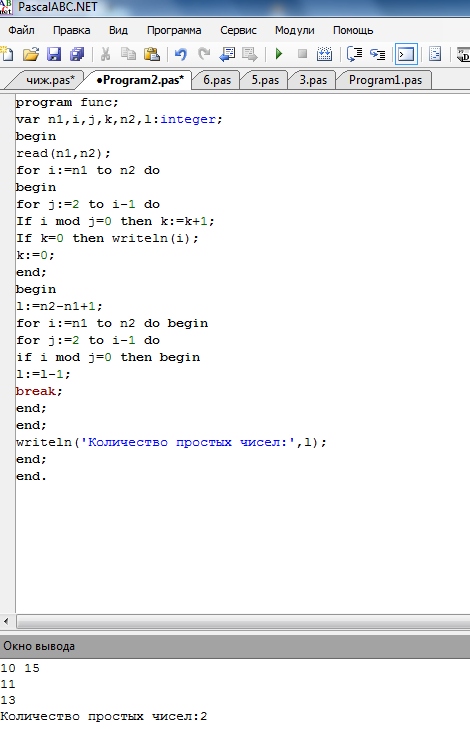 PascalABC.NET
Файл Правка Вид Программа Сервис Модули Помощь
чиж.pas* •Program2.pas* 6.pas 5.pas 3.pas Program1.pas
program func;
var n1,i,j,k,n2,l:integer;
begin
read(n1,n2);
for i:=n1 to n2 do
begin
for j:=2 to i-1 do
If i mod j=0 then k:=k+1;
If k=0 then writeln(i);
k:=0;
end;
begin
l:=n2-n1+1;
for i:=n1 to n2 do begin
for j:=2 to i-1 do
if i mod j=0 then begin
l:=l-1;
break;
end;
end;
writeln('Количество простых чисел:',l);
end;
end.
Окно вывода
10 15
11
13
Количество простых чисел:2